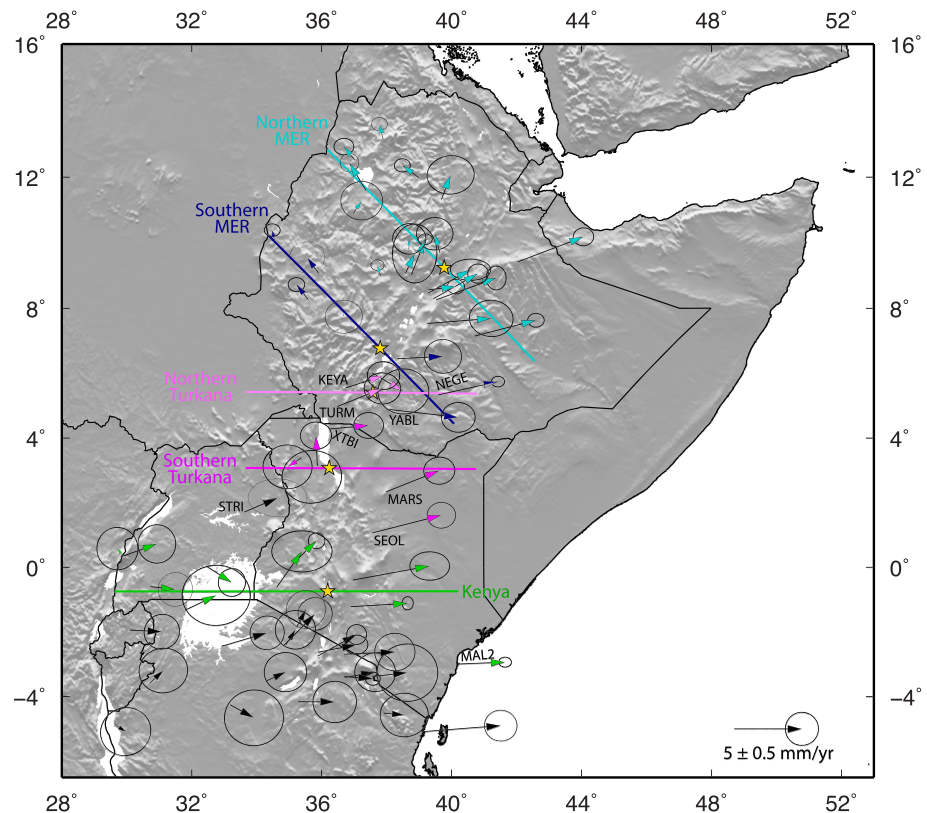 28° 32° 36° 40° 44° 48° 52°
16° 16°
Northern
MER
12° 12°
Southern
MER
8° 8°
KEYA
NEGE
Northern
Turkana
TURM
YABL
KTBI
4° 4°
Southern
Turkana
MARS
STRI
SEOL
0° 0°
Kenya
MAL2
−4° −4°
5 ± 0.5 mm/yr
28° 32° 36° 40° 44° 48° 52°